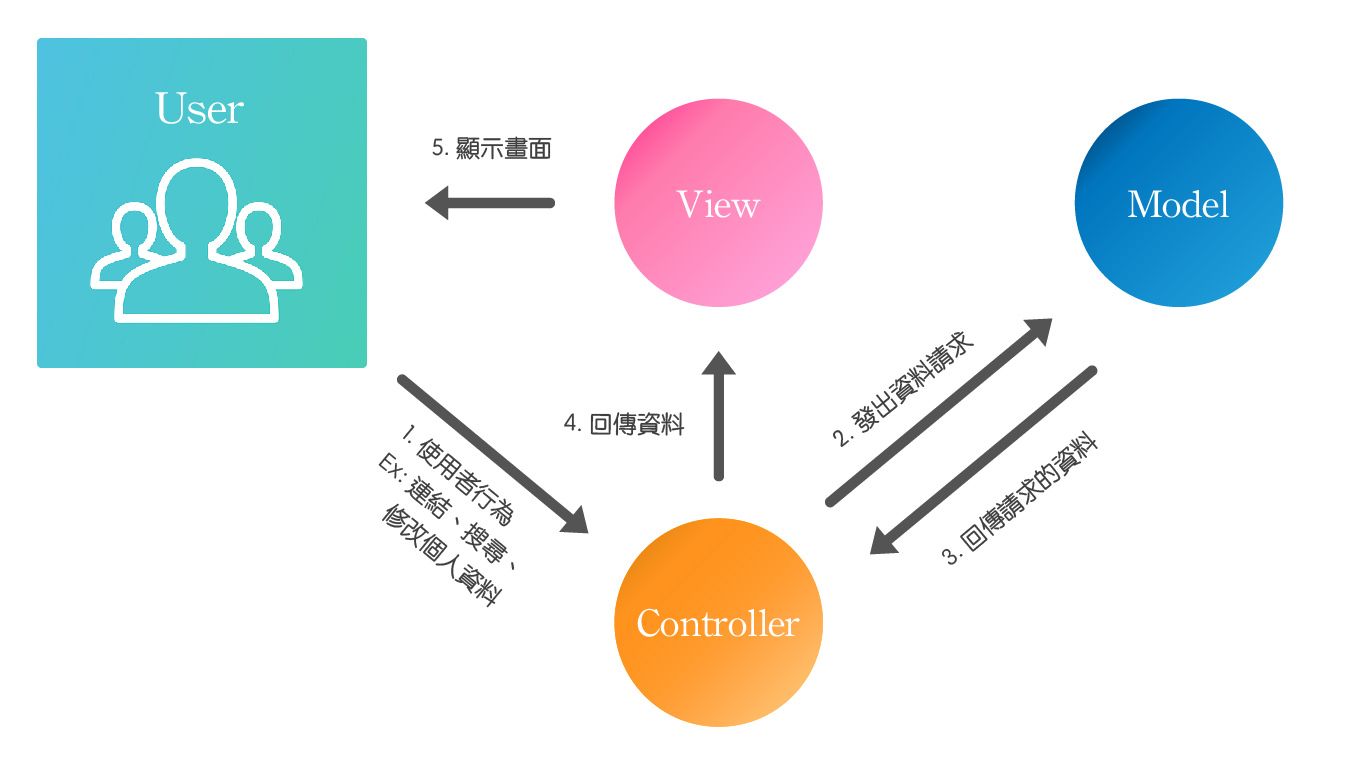 User
5. 顯示畫面
View
Model
1. 使用者行為
Ex: 連結、搜尋、
修改個人資料
4. 回傳資料
2. 發出資料請求
3. 回傳請求的資料
Controller